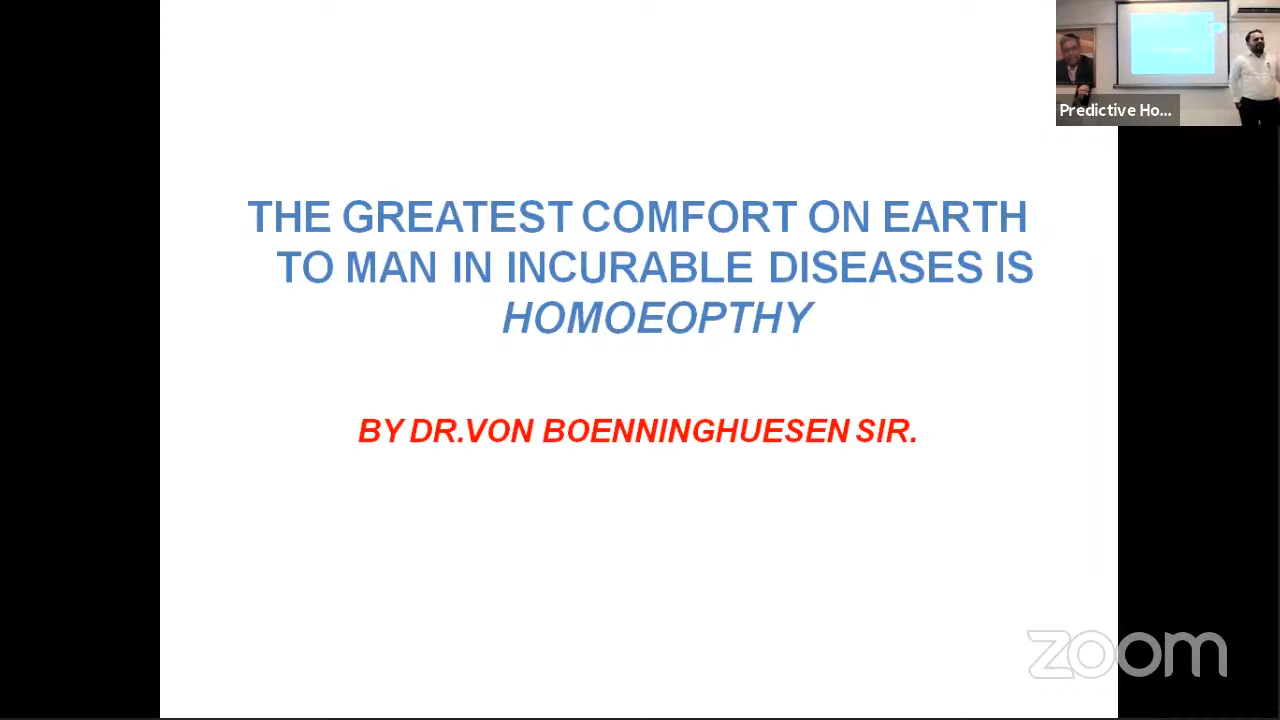 Predictive Ho...
THE GREATEST COMFORT ON EARTH
TO MAN IN INCURABLE DISEASES IS
HOMOEOPTHY
BY DR.VON BOENNINGHUESEN SIR.
zoom